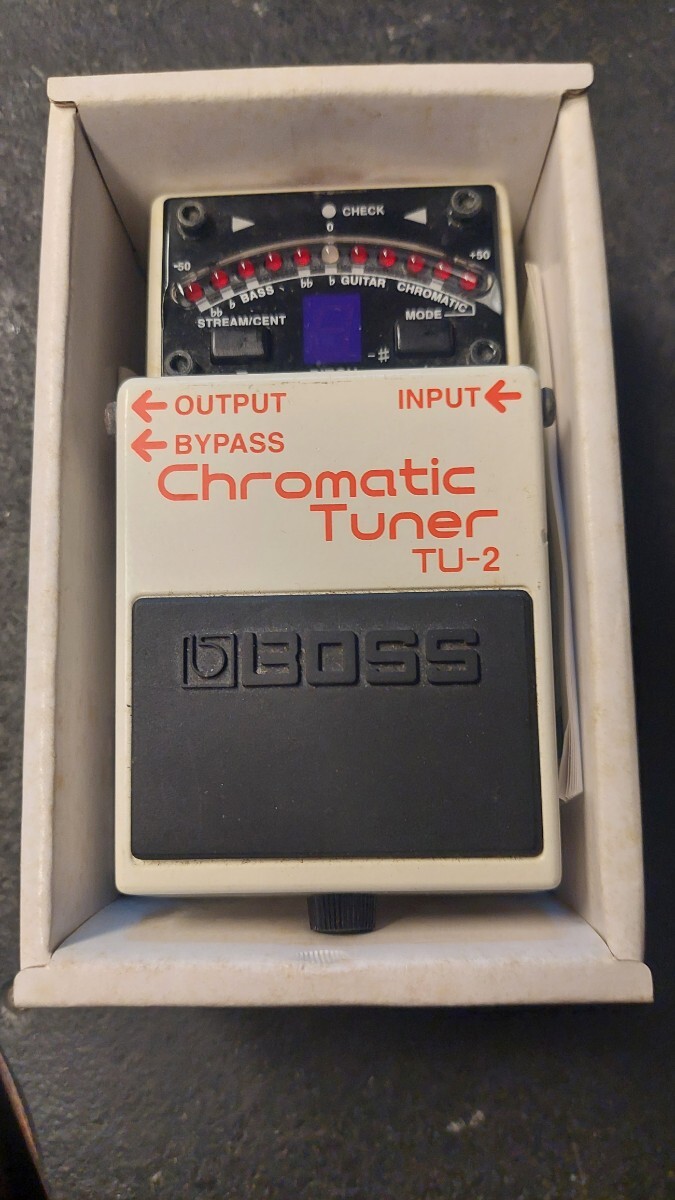 CHECK
0
-50 +50
♭♭ ♭ BASS ♭♭ ♭ GUITAR CHROMATIC
STREAM/CENT MODE
-#
OUTPUT INPUT
BYPASS
Chromatic
Tuner
TU-2
BOSS